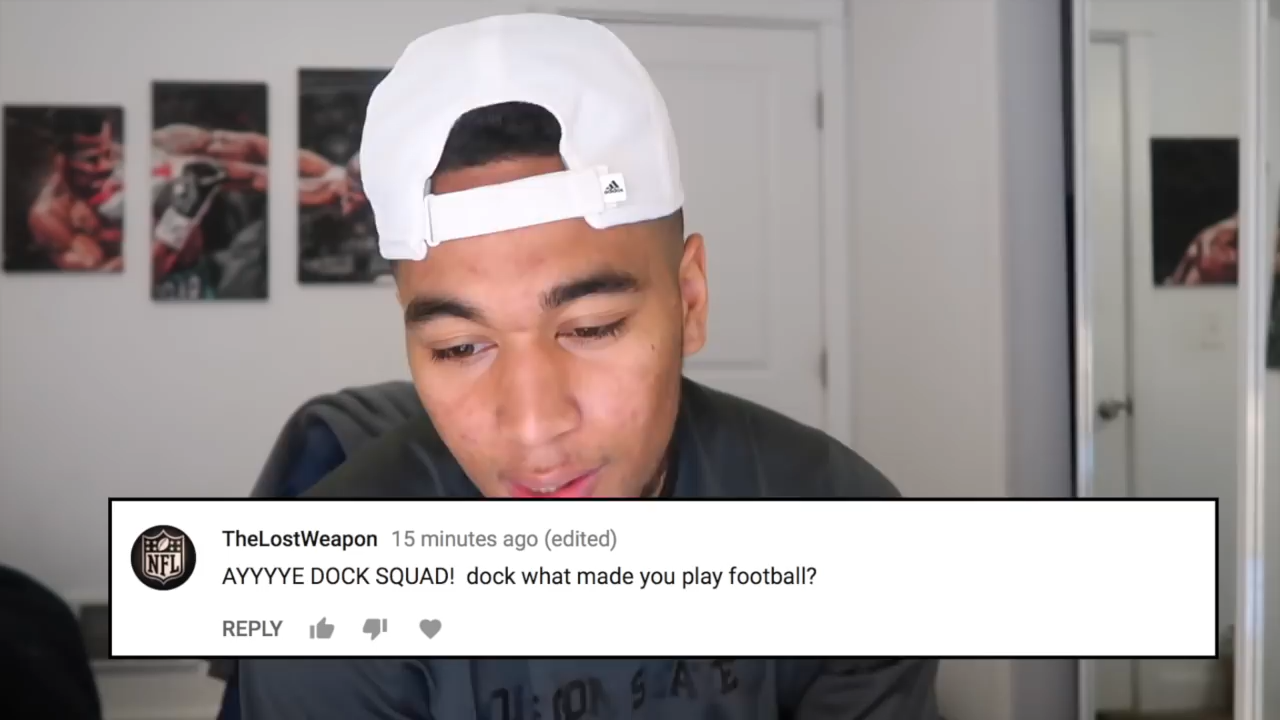 adidas
TheLostWeapon 15 minutes ago (edited)
NFL
AYYYYE DOCK SQUAD! dock what made you play football?
REPLY